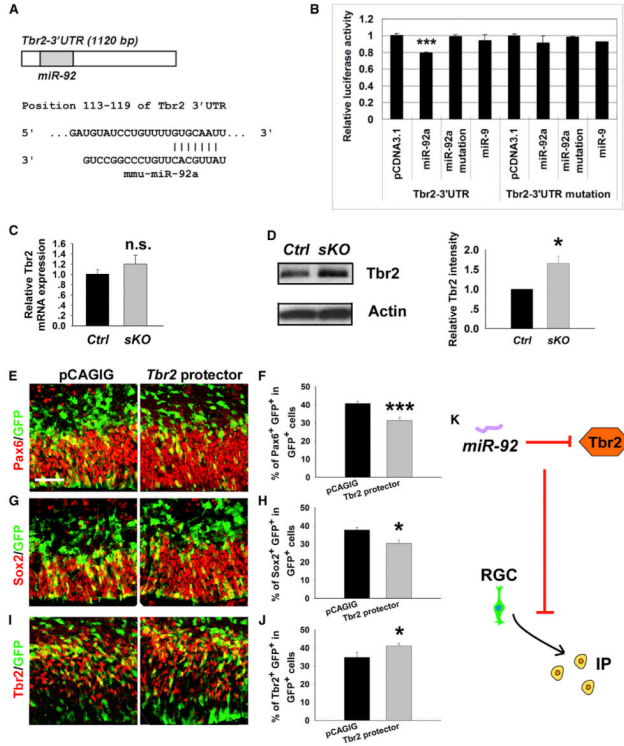 A
Tbr2-3'UTR (1120 bp)
miR-92
Position 113-119 of Tbr2 3'UTR
5' ...GAUGUAUCCUGUUUUGUGCAAUU... 3'
3' GUCCGGCCCUGUUCACGUUAU 5'
mmu-miR-92a
B
Relative luciferase activity
1.2
1
0.8
0.6
0.4
0.2
0
***
pCDNA3.1
miR-92a
miR-92a mutation
miR-9
pCDNA3.1
miR-92a
miR-92a mutation
miR-9
Tbr2-3'UTR
Tbr2-3'UTR mutation
C
Relative Tbr2
mRNA expression
1.6
1.4
1.2
1.0
.8
.6
.4
.2
.0
n.s.
Ctrl
sKO
D
Ctrl sKO
Tbr2
Actin
Relative Tbr2 intensity
2.0
1.5
1.0
.5
0.0
*
Ctrl
sKO
E
pCAGIG
Tbr2 protector
Pax6/GFP
F
% of Pax6+ GFP+ in
GFP+ cells
50
40
30
20
10
0
***
pCAGIG
Tbr2 protector
G
Sox2/GFP
H
% of Sox2+ GFP+ in
GFP+ cells
50
40
30
20
10
0
*
pCAGIG
Tbr2 protector
I
Tbr2/GFP
J
% of Tbr2+ GFP+ in
GFP+ cells
50
40
30
20
10
0
*
pCAGIG
Tbr2 protector
K
miR-92
Tbr2
RGC
IP